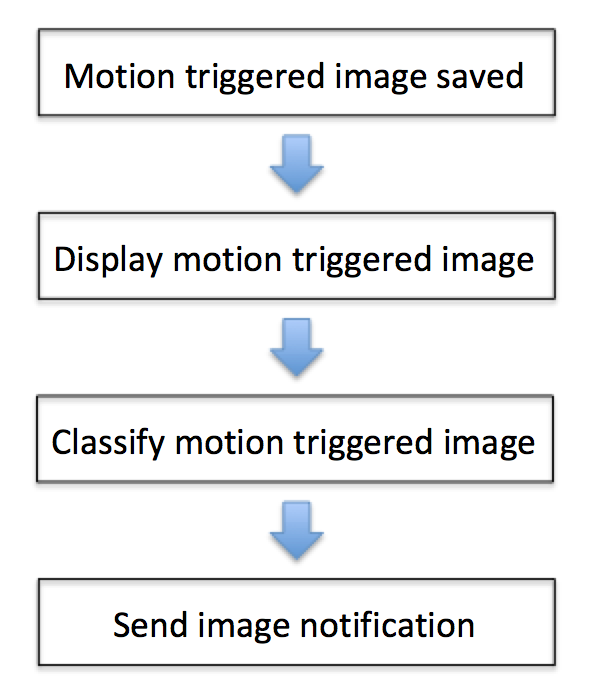 Motion triggered image saved
Display motion triggered image
Classify motion triggered image
Send image notification